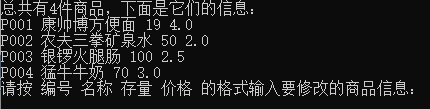 总共有4件商品，下面是它们的信息：
P001 康帅博方便面 19 4.0
P002 农夫三拳矿泉水 50 2.0
P003 银锣火腿肠 100 2.5
P004 猛牛牛奶 70 3.0
请按 编号 名称 存量 价格 的格式输入要修改的商品信息：